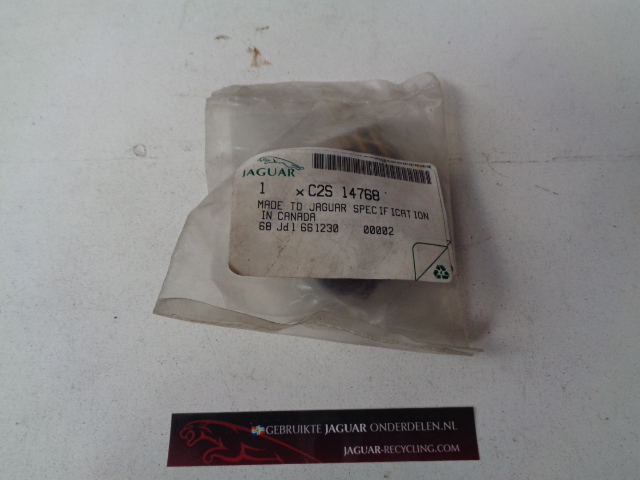 JAGUAR
1 × C2S 14768
MADE TO JAGUAR SPECIFICATION
IN CANADA
68 Jd1 661230 00002
GEBRUIKTE JAGUAR ONDERDELEN.NL
JAGUAR-RECYCLING.COM